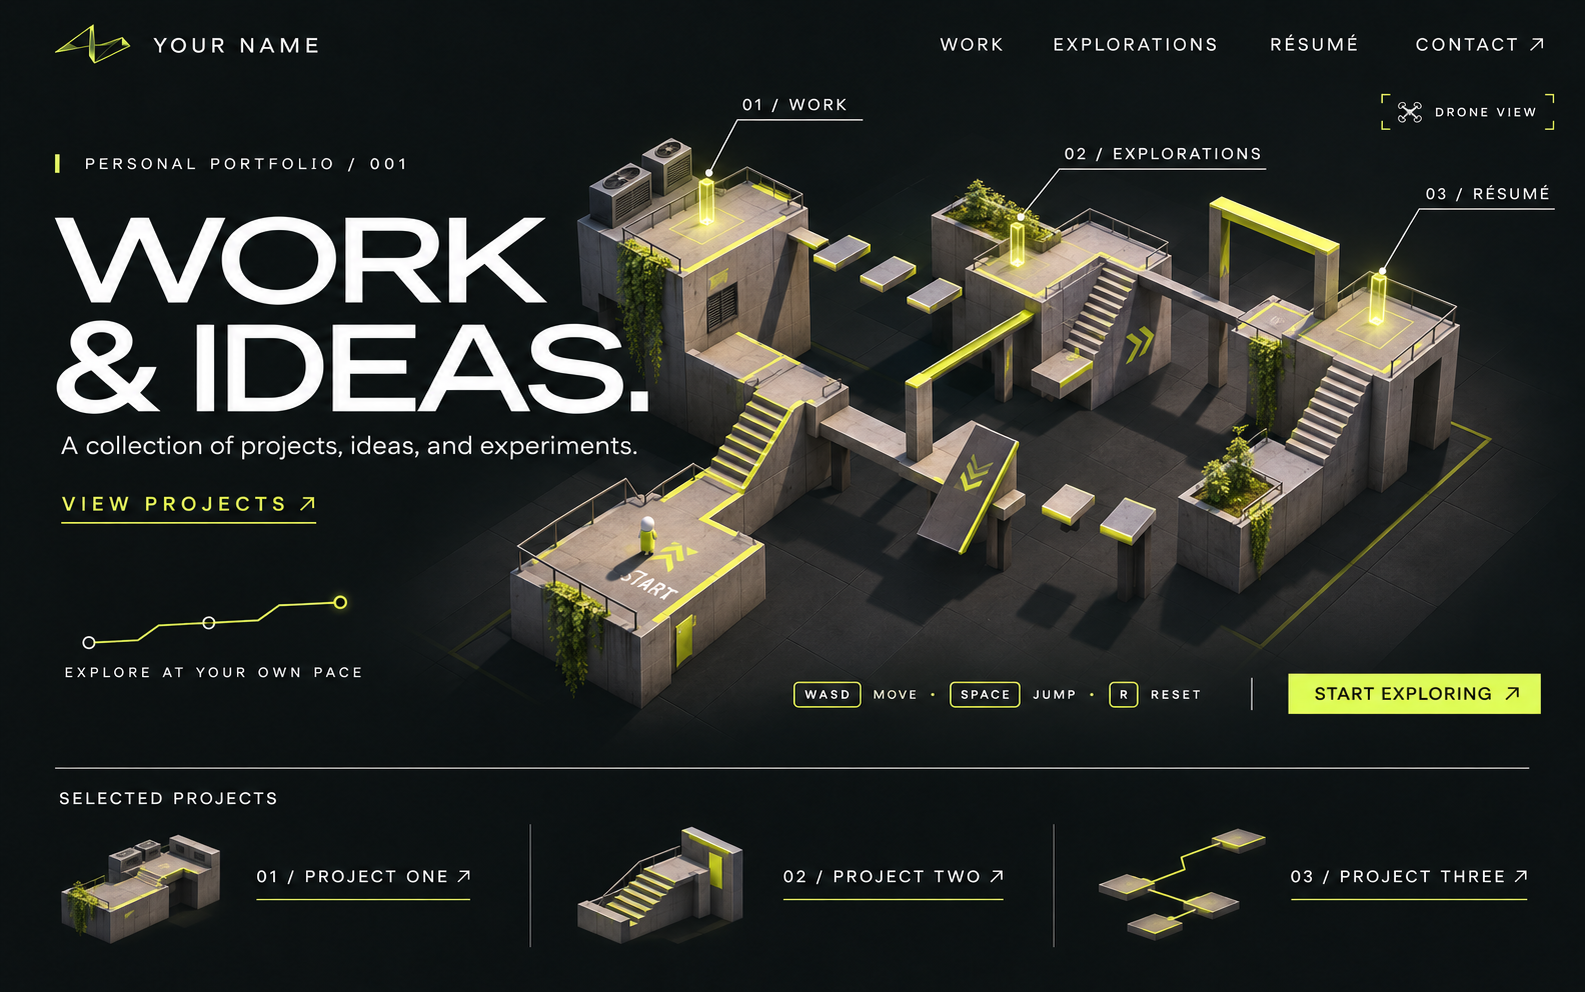 YOUR NAME
WORK
EXPLORATIONS
RÉSUMÉ
CONTACT ↗
DRONE VIEW
01 / WORK
02 / EXPLORATIONS
03 / RÉSUMÉ
PERSONAL PORTFOLIO / 001
WORK
& IDEAS.
A collection of projects, ideas, and experiments.
VIEW PROJECTS ↗
START
EXPLORE AT YOUR OWN PACE
WASD MOVE · SPACE JUMP · R RESET
START EXPLORING ↗
SELECTED PROJECTS
01 / PROJECT ONE ↗
02 / PROJECT TWO ↗
03 / PROJECT THREE ↗